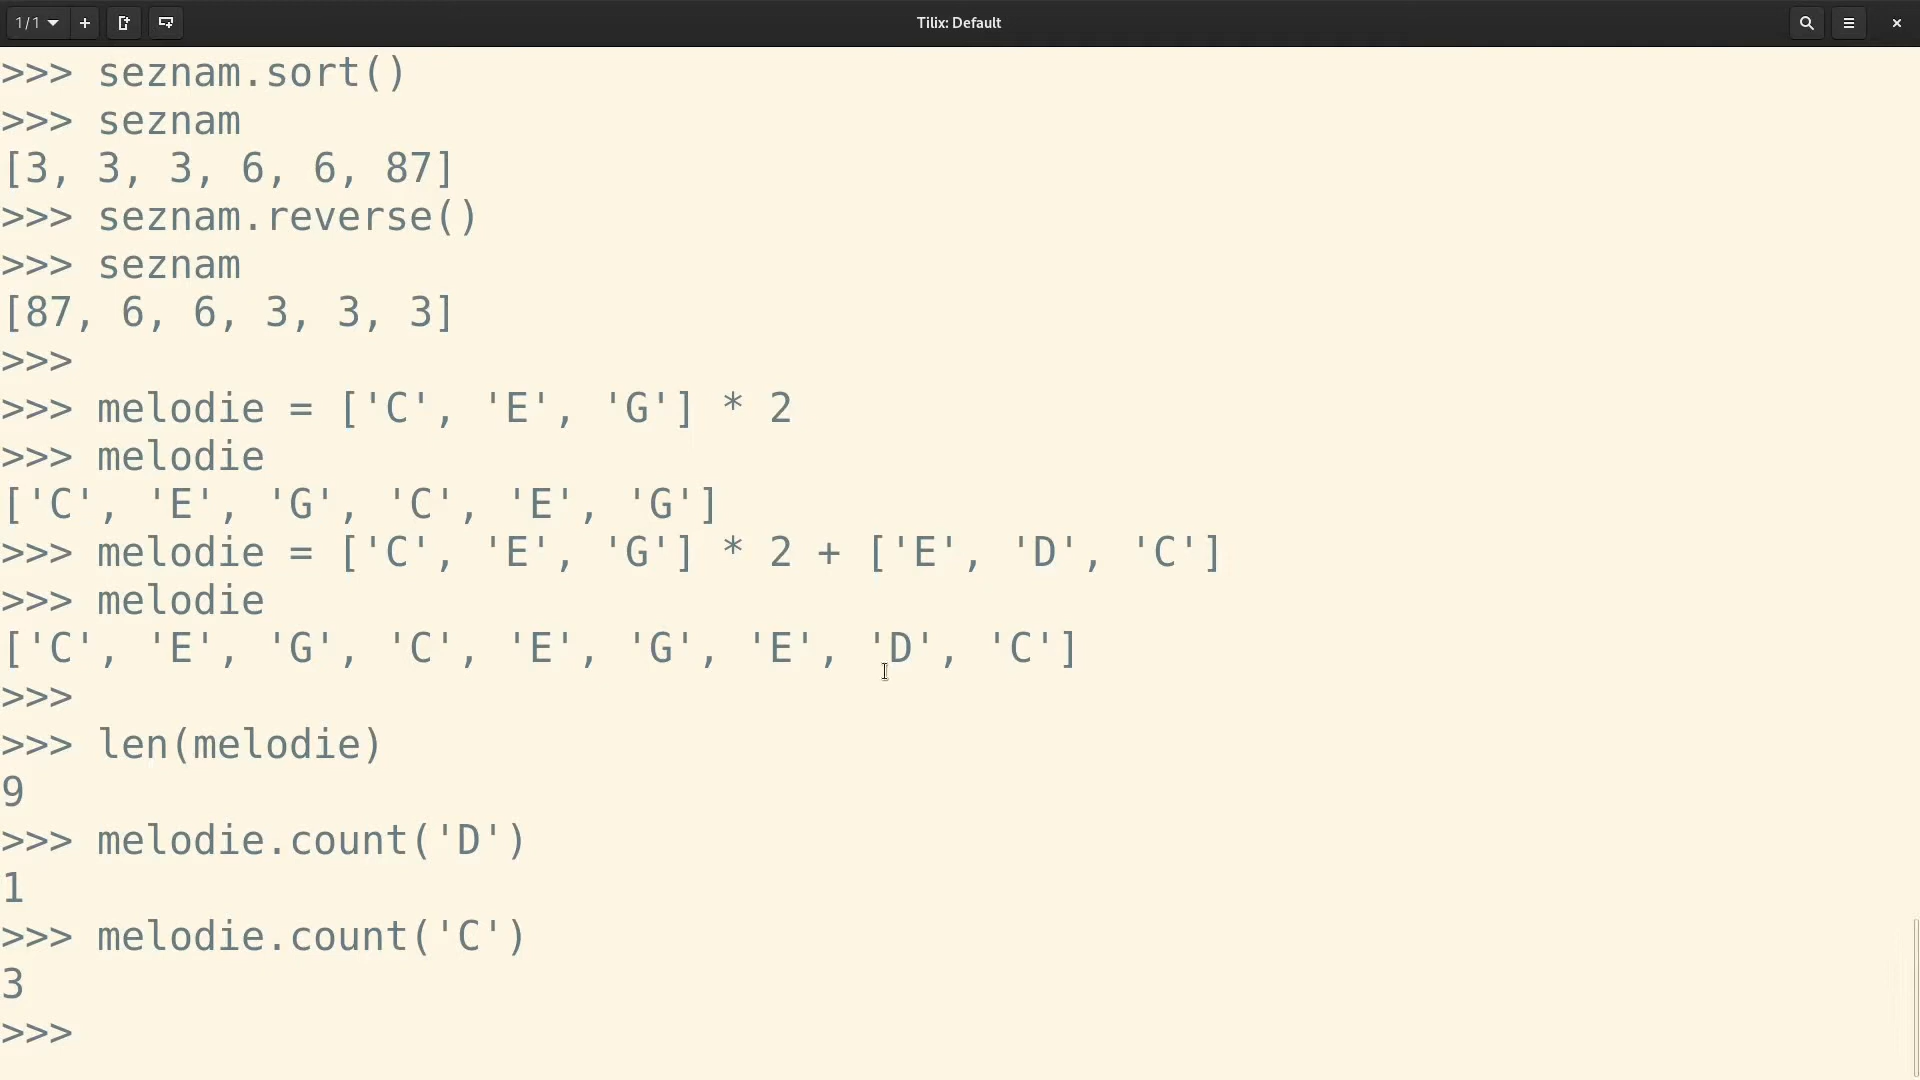 1/1
Tilix: Default
>>> seznam.sort()
>>> seznam
[3, 3, 3, 6, 6, 87]
>>> seznam.reverse()
>>> seznam
[87, 6, 6, 3, 3, 3]
>>>
>>> melodie = ['C', 'E', 'G'] * 2
>>> melodie
['C', 'E', 'G', 'C', 'E', 'G']
>>> melodie = ['C', 'E', 'G'] * 2 + ['E', 'D', 'C']
>>> melodie
['C', 'E', 'G', 'C', 'E', 'G', 'E', 'D', 'C']
>>>
>>> len(melodie)
9
>>> melodie.count('D')
1
>>> melodie.count('C')
3
>>>